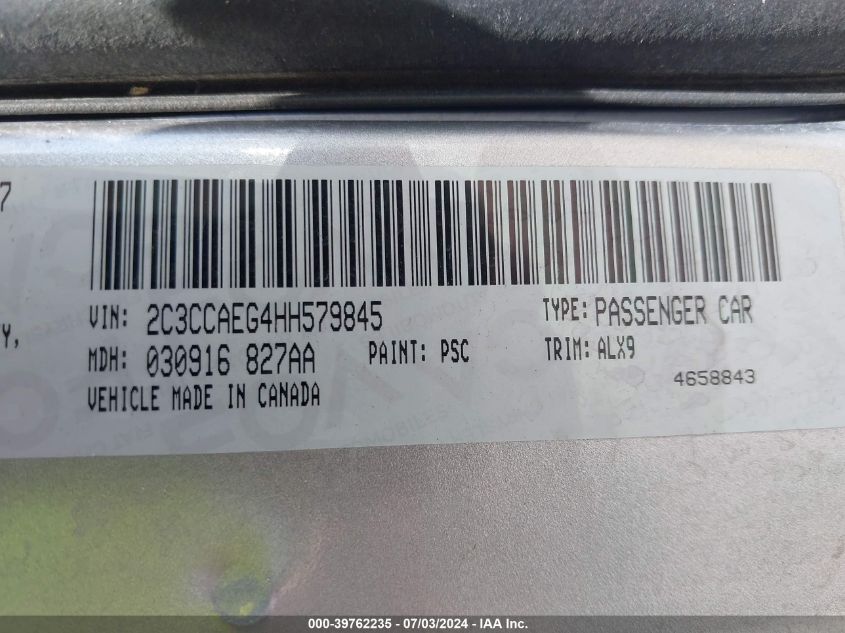 7
VIN: 2C3CCAEG4HH579845 TYPE: PASSENGER CAR
Y,
MDH: 030916 827AA PAINT: PSC TRIM: ALX9
4658843
VEHICLE MADE IN CANADA
000-39762235 - 07/03/2024 - IAA Inc.